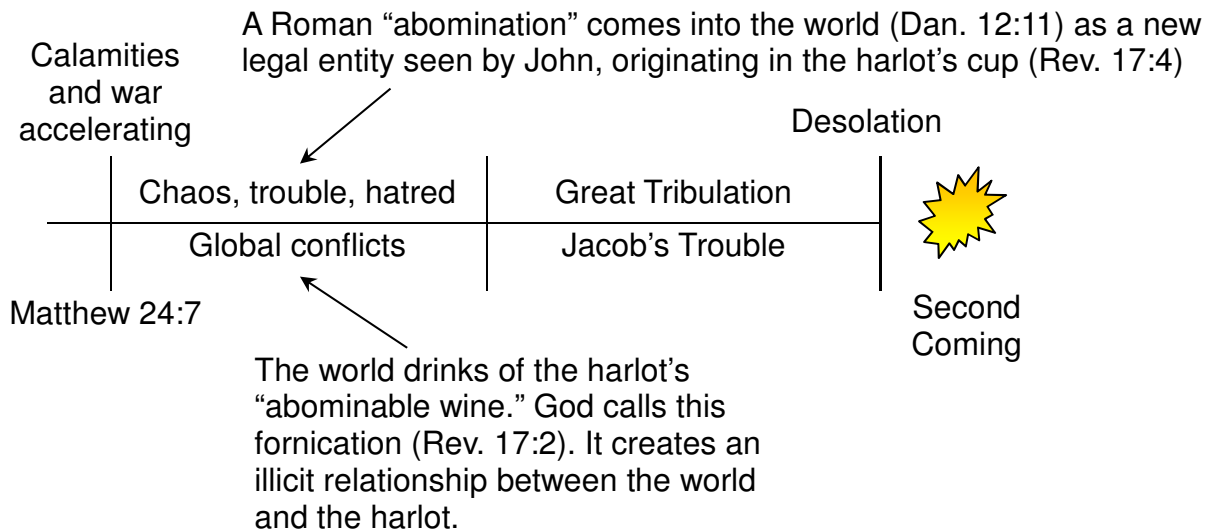 A Roman “abomination” comes into the world (Dan. 12:11) as a new
legal entity seen by John, originating in the harlot’s cup (Rev. 17:4)
Calamities
and war
accelerating
Desolation
Chaos, trouble, hatred
Great Tribulation
Global conflicts
Jacob’s Trouble
Matthew 24:7
Second
Coming
The world drinks of the harlot’s
“abominable wine.” God calls this
fornication (Rev. 17:2). It creates an
illicit relationship between the world
and the harlot.